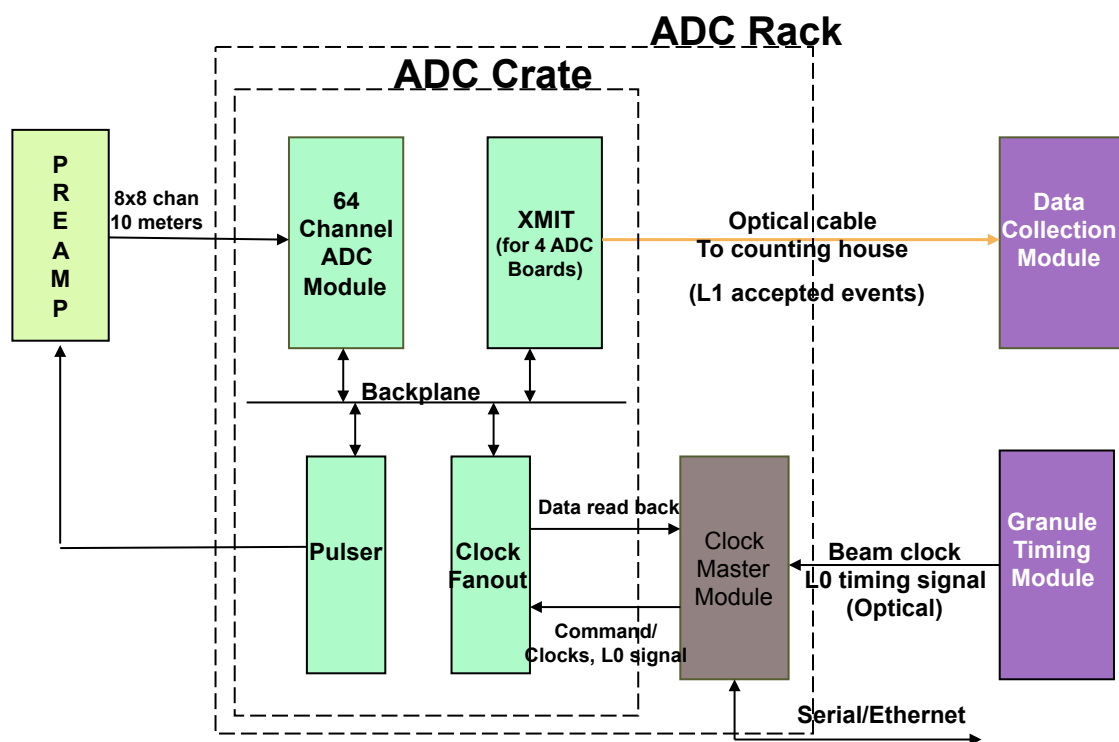 ADC Rack
ADC Crate
P
R
E
A
M
P
8x8 chan
10 meters
64
Channel
ADC
Module
XMIT
(for 4 ADC
Boards)
Optical cable
To counting house
(L1 accepted events)
Data
Collection
Module
Backplane
Pulser
Clock
Fanout
Data read back
Command/
Clocks, L0 signal
Clock
Master
Module
Beam clock
L0 timing signal
(Optical)
Granule
Timing
Module
Serial/Ethernet